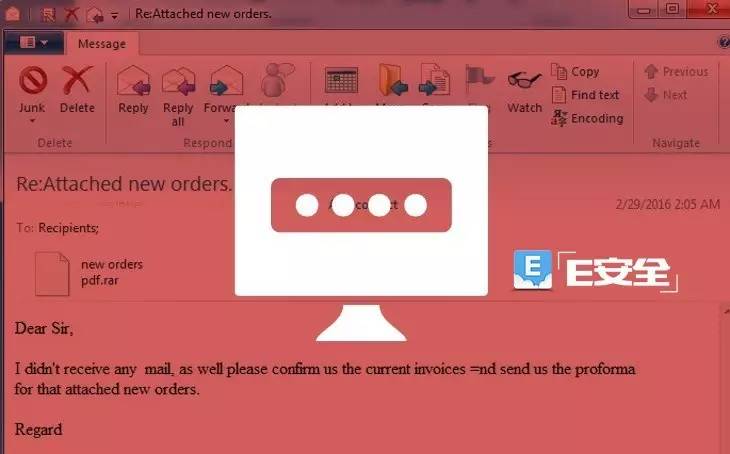 Re:Attached new orders.
Message
Junk
Delete
Reply
Reply
all
Watch
Copy
Find text
Encoding
Previous
Next
Delete
Respond
Navigate
Re:Attached new orders.
2/29/2016 2:05 AM
To: Recipients;
new orders
pdf.rar
E
E安全
Dear Sir,
I didn't receive any mail, as well please confirm us the current invoices =nd send us the proforma
for that attached new orders.
Regard